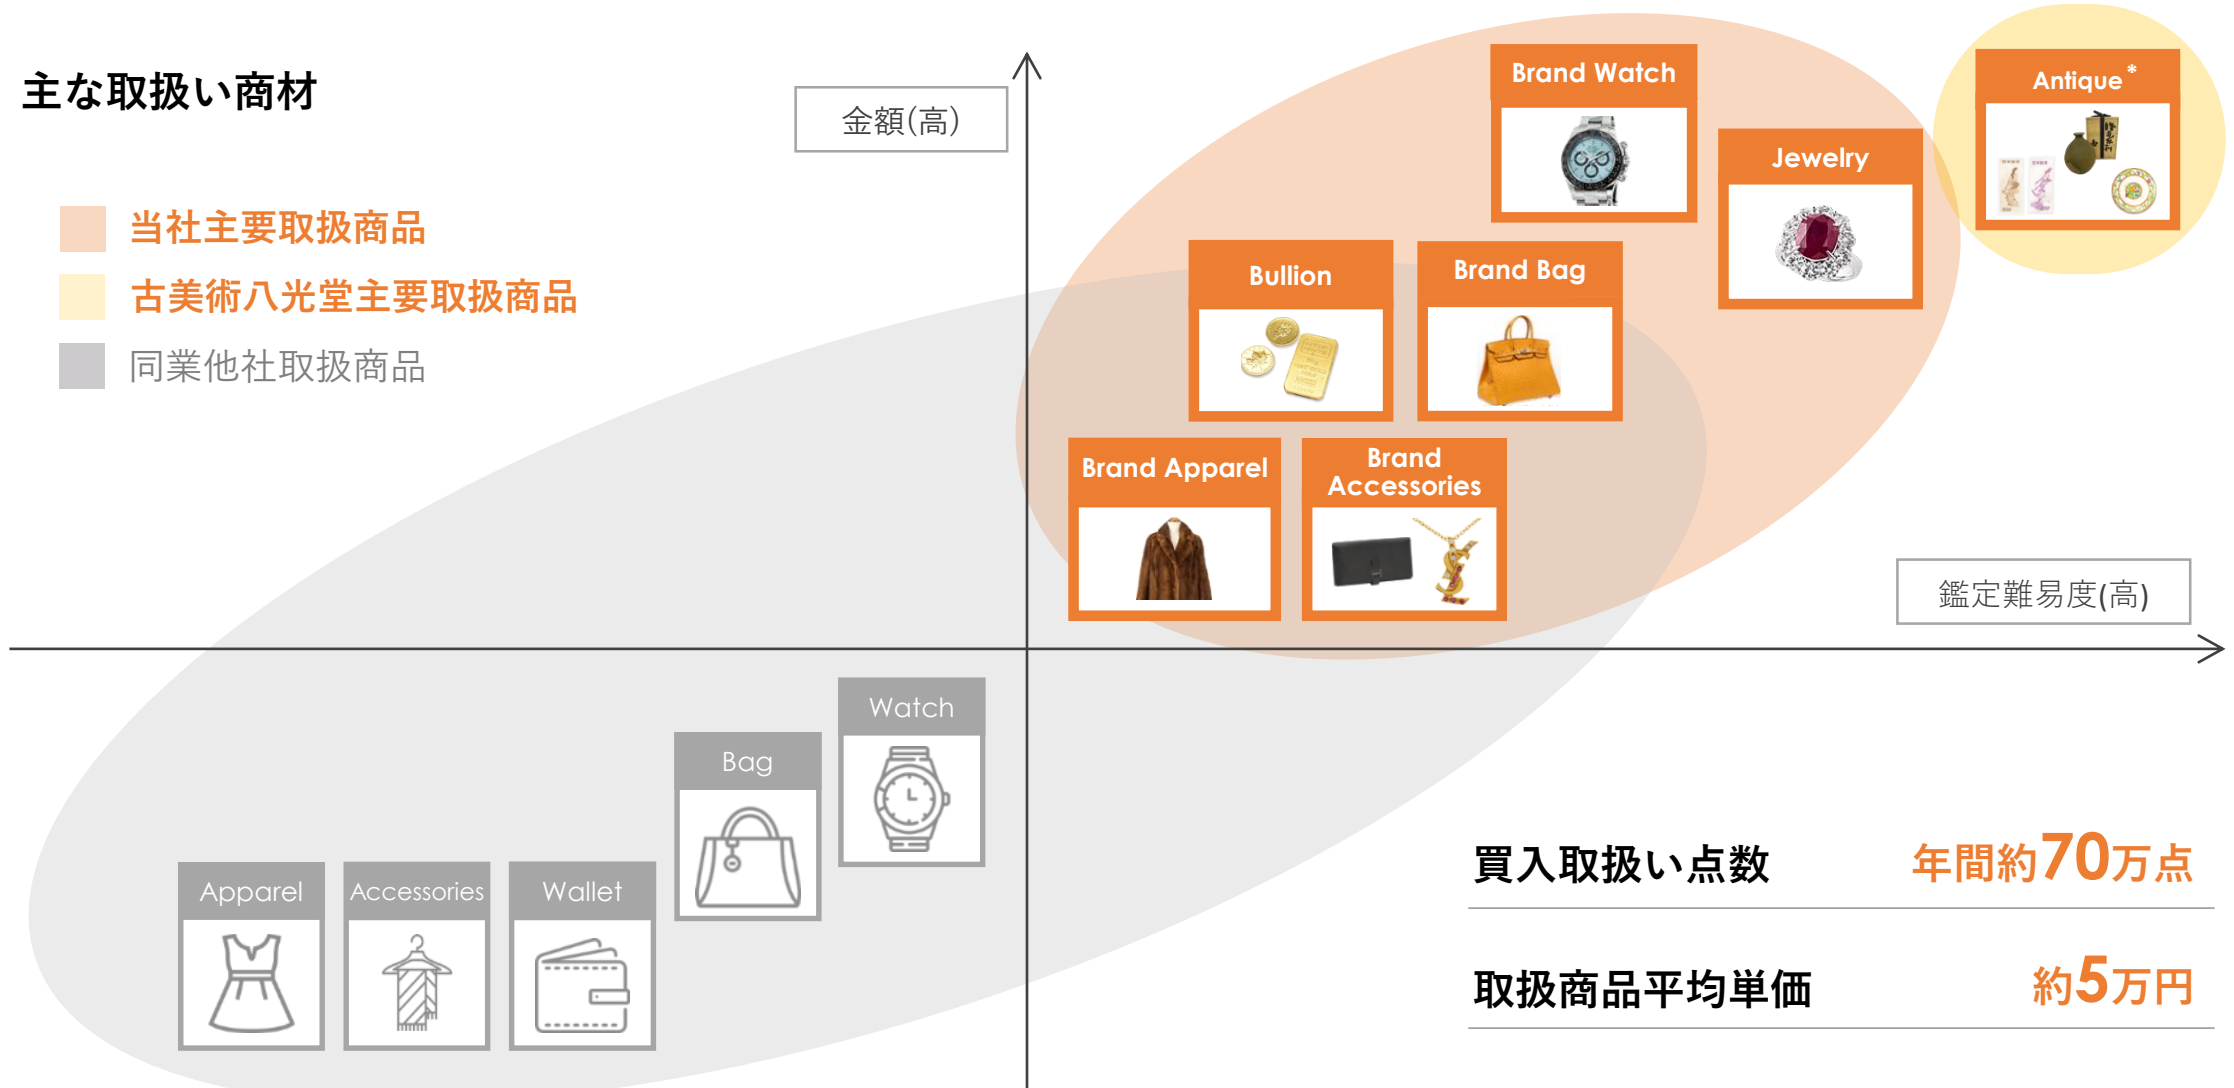 主な取扱い商材
金額(高)
当社主要取扱商品
古美術八光堂主要取扱商品
同業他社取扱商品
Brand Watch
Antique*
Jewelry
Bullion
Brand Bag
Brand Apparel
Brand
Accessories
鑑定難易度(高)
Watch
Bag
Apparel
Accessories
Wallet
買入取扱い点数 年間約70万点
取扱商品平均単価 約5万円